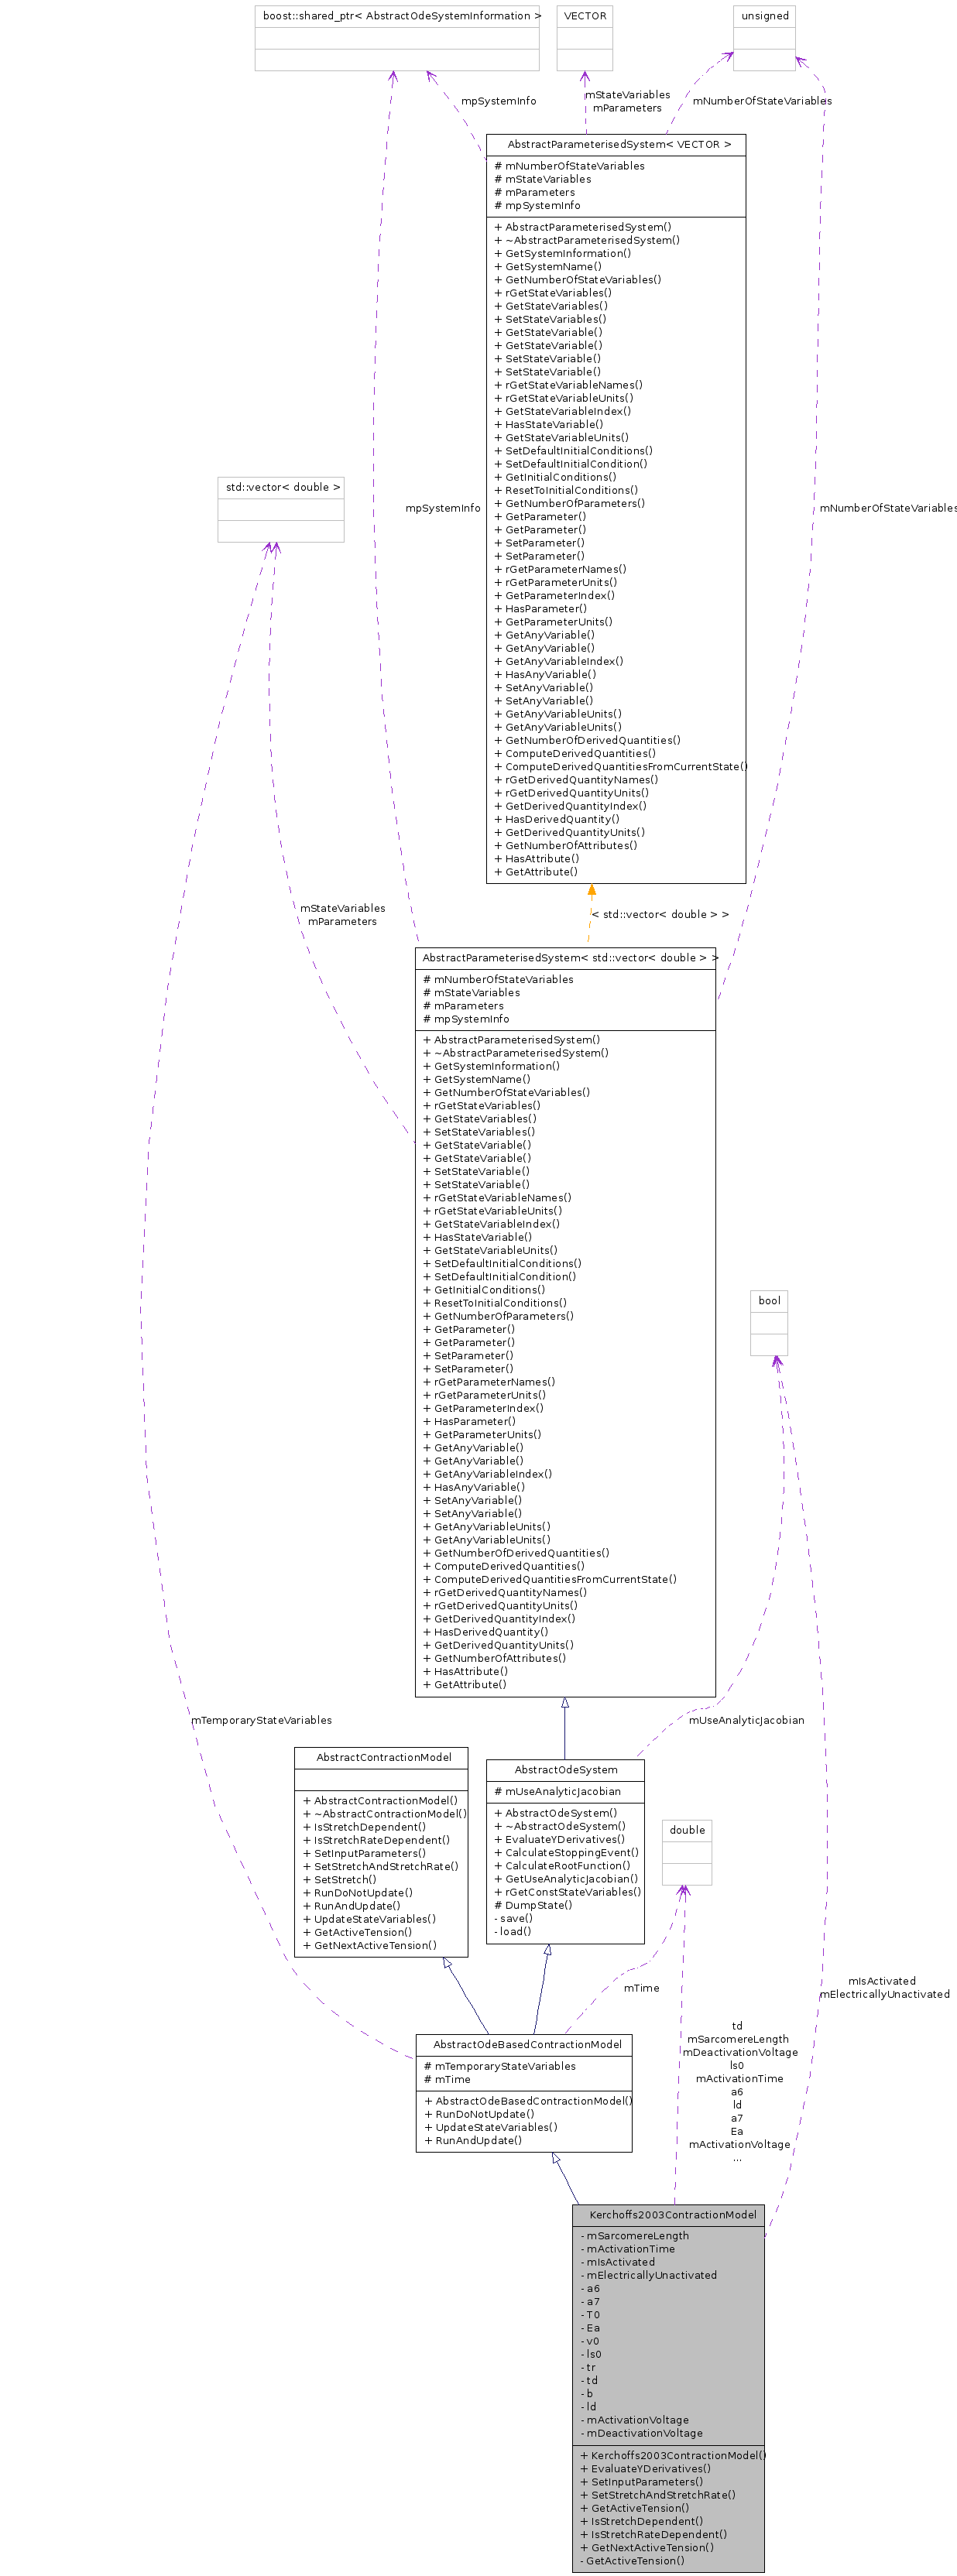 boost::shared_ptr< AbstractOdeSystemInformation >
VECTOR
unsigned
mpSystemInfo
mStateVariables
mParameters
mNumberOfStateVariables
AbstractParameterisedSystem< VECTOR >
# mNumberOfStateVariables
# mStateVariables
# mParameters
# mpSystemInfo
+ AbstractParameterisedSystem()
+ ~AbstractParameterisedSystem()
+ GetSystemInformation()
+ GetSystemName()
+ GetNumberOfStateVariables()
+ rGetStateVariables()
+ GetStateVariables()
+ SetStateVariables()
+ GetStateVariable()
+ GetStateVariable()
+ SetStateVariable()
+ SetStateVariable()
+ rGetStateVariableNames()
+ rGetStateVariableUnits()
+ GetStateVariableIndex()
+ HasStateVariable()
+ GetStateVariableUnits()
+ SetDefaultInitialConditions()
+ SetDefaultInitialCondition()
+ GetInitialConditions()
+ ResetToInitialConditions()
+ GetNumberOfParameters()
+ GetParameter()
+ GetParameter()
+ SetParameter()
+ SetParameter()
+ rGetParameterNames()
+ rGetParameterUnits()
+ GetParameterIndex()
+ HasParameter()
+ GetParameterUnits()
+ GetAnyVariable()
+ GetAnyVariable()
+ GetAnyVariableIndex()
+ HasAnyVariable()
+ SetAnyVariable()
+ SetAnyVariable()
+ GetAnyVariableUnits()
+ GetAnyVariableUnits()
+ GetNumberOfDerivedQuantities()
+ ComputeDerivedQuantities()
+ ComputeDerivedQuantitiesFromCurrentState()
+ rGetDerivedQuantityNames()
+ rGetDerivedQuantityUnits()
+ GetDerivedQuantityIndex()
+ HasDerivedQuantity()
+ GetDerivedQuantityUnits()
+ GetNumberOfAttributes()
+ HasAttribute()
+ GetAttribute()
std::vector< double >
mpSystemInfo
mNumberOfStateVariables
mStateVariables
mParameters
< std::vector< double > >
AbstractParameterisedSystem< std::vector< double > >
# mNumberOfStateVariables
# mStateVariables
# mParameters
# mpSystemInfo
+ AbstractParameterisedSystem()
+ ~AbstractParameterisedSystem()
+ GetSystemInformation()
+ GetSystemName()
+ GetNumberOfStateVariables()
+ rGetStateVariables()
+ GetStateVariables()
+ SetStateVariables()
+ GetStateVariable()
+ GetStateVariable()
+ SetStateVariable()
+ SetStateVariable()
+ rGetStateVariableNames()
+ rGetStateVariableUnits()
+ GetStateVariableIndex()
+ HasStateVariable()
+ GetStateVariableUnits()
+ SetDefaultInitialConditions()
+ SetDefaultInitialCondition()
+ GetInitialConditions()
+ ResetToInitialConditions()
+ GetNumberOfParameters()
+ GetParameter()
+ GetParameter()
+ SetParameter()
+ SetParameter()
+ rGetParameterNames()
+ rGetParameterUnits()
+ GetParameterIndex()
+ HasParameter()
+ GetParameterUnits()
+ GetAnyVariable()
+ GetAnyVariable()
+ GetAnyVariableIndex()
+ HasAnyVariable()
+ SetAnyVariable()
+ SetAnyVariable()
+ GetAnyVariableUnits()
+ GetAnyVariableUnits()
+ GetNumberOfDerivedQuantities()
+ ComputeDerivedQuantities()
+ ComputeDerivedQuantitiesFromCurrentState()
+ rGetDerivedQuantityNames()
+ rGetDerivedQuantityUnits()
+ GetDerivedQuantityIndex()
+ HasDerivedQuantity()
+ GetDerivedQuantityUnits()
+ GetNumberOfAttributes()
+ HasAttribute()
+ GetAttribute()
bool
mTemporaryStateVariables
mUseAnalyticJacobian
AbstractContractionModel
+ AbstractContractionModel()
+ ~AbstractContractionModel()
+ IsStretchDependent()
+ IsStretchRateDependent()
+ SetInputParameters()
+ SetStretchAndStretchRate()
+ SetStretch()
+ RunDoNotUpdate()
+ RunAndUpdate()
+ UpdateStateVariables()
+ GetActiveTension()
+ GetNextActiveTension()
AbstractOdeSystem
# mUseAnalyticJacobian
+ AbstractOdeSystem()
+ ~AbstractOdeSystem()
+ EvaluateYDerivatives()
+ CalculateStoppingEvent()
+ CalculateRootFunction()
+ GetUseAnalyticJacobian()
+ rGetConstStateVariables()
# DumpState()
- save()
- load()
double
mTime
mIsActivated
mElectricallyUnactivated
td
mSarcomereLength
mDeactivationVoltage
ls0
mActivationTime
a6
ld
a7
Ea
mActivationVoltage
...
AbstractOdeBasedContractionModel
# mTemporaryStateVariables
# mTime
+ AbstractOdeBasedContractionModel()
+ RunDoNotUpdate()
+ UpdateStateVariables()
+ RunAndUpdate()
Kerchoffs2003ContractionModel
- mSarcomereLength
- mActivationTime
- mIsActivated
- mElectricallyUnactivated
- a6
- a7
- T0
- Ea
- v0
- ls0
- tr
- td
- b
- ld
- mActivationVoltage
- mDeactivationVoltage
+ Kerchoffs2003ContractionModel()
+ EvaluateYDerivatives()
+ SetInputParameters()
+ SetStretchAndStretchRate()
+ GetActiveTension()
+ IsStretchDependent()
+ IsStretchRateDependent()
+ GetNextActiveTension()
- GetActiveTension()